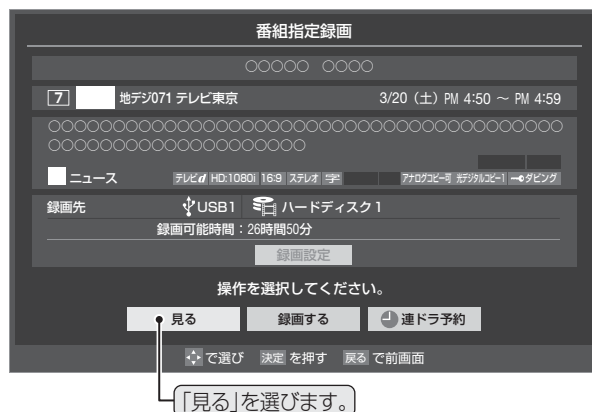 番組指定録画
○○○○○ ○○○○
7 地デジ071 テレビ東京 3/20(土)PM 4:50 ~ PM 4:59
○○○○○○○○○○○○○○○○○○○○○○○○○○○○○○○○○○○○○○○○
○○○○○○○○○○○○○○○○○○○○
ニュース テレビd HD:1080i 16:9 ステレオ 字 アナログコピー可 光デジタルコピー1 ダビング
録画先 USB1 ハードディスク1
録画可能時間:26時間50分
録画設定
操作を選択してください。
見る 録画する 連ドラ予約
で選び 決定 を押す 戻る で前画面
「見る」を選びます。